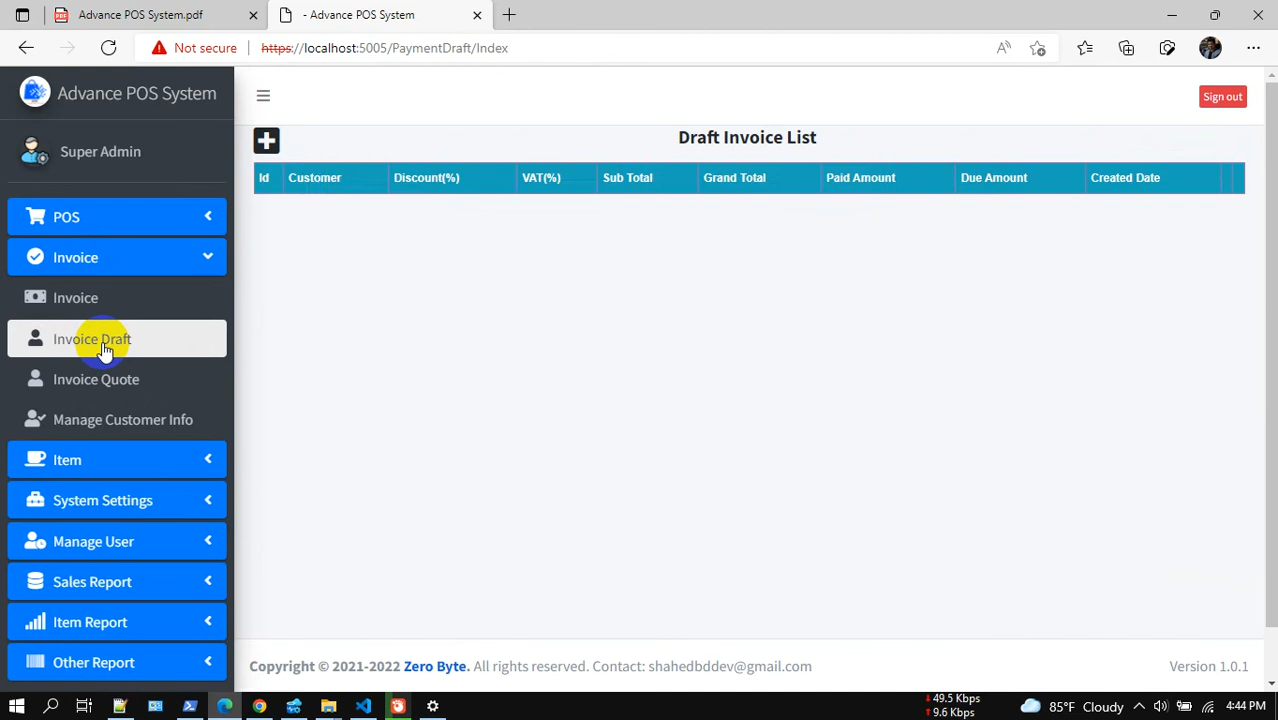 Advance POS System.pdf
- Advance POS System
Not secure
https://localhost:5005/PaymentDraft/Index
Advance POS System
Sign out
Super Admin
Draft Invoice List
Id Customer Discount(%) VAT(%) Sub Total Grand Total Paid Amount Due Amount Created Date
POS
Invoice
Invoice
Invoice Draft
Invoice Quote
Manage Customer Info
Item
System Settings
Manage User
Sales Report
Item Report
Other Report
Copyright © 2021-2022 Zero Byte. All rights reserved. Contact: shahedbddev@gmail.com
Version 1.0.1
49.5 Kbps
9.6 Kbps
85°F Cloudy
4:44 PM